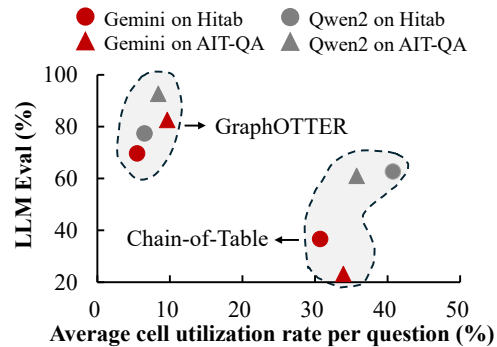 Gemini on Hitab Qwen2 on Hitab
Gemini on AIT-QA Qwen2 on AIT-QA
LLM Eval (%)
100
80
60
40
20
GraphOTTER
Chain-of-Table
0 10 20 30 40 50
Average cell utilization rate per question (%)